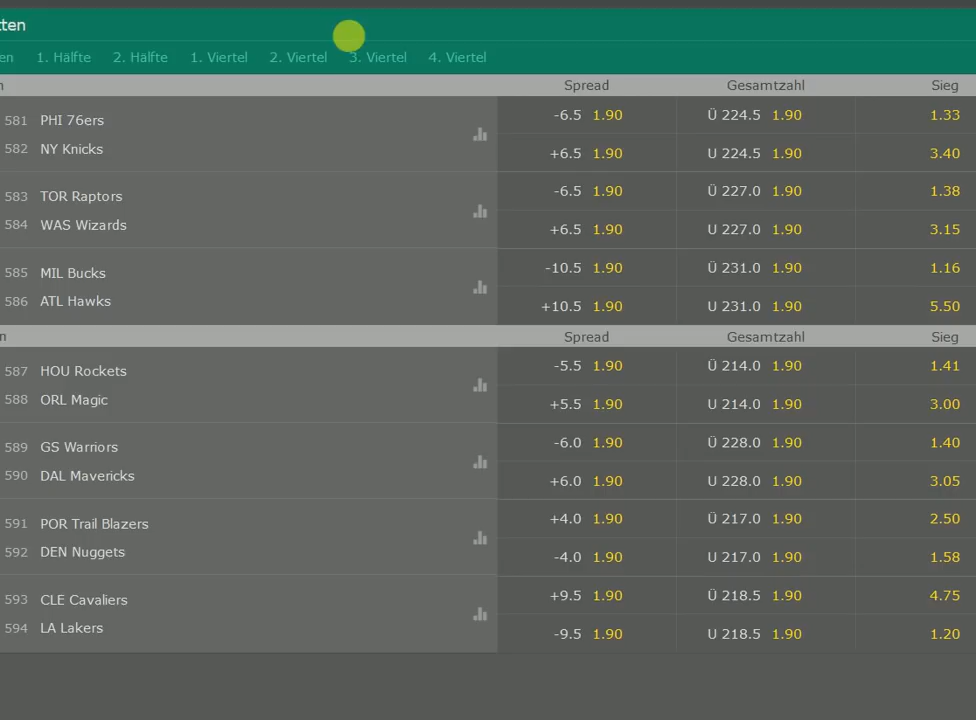 tten
en 1. Hälfte 2. Hälfte 1. Viertel 2. Viertel 3. Viertel 4. Viertel
n Spread Gesamtzahl Sieg
581 PHI 76ers -6.5 1.90 Ü 224.5 1.90 1.33
582 NY Knicks +6.5 1.90 U 224.5 1.90 3.40
583 TOR Raptors -6.5 1.90 Ü 227.0 1.90 1.38
584 WAS Wizards +6.5 1.90 U 227.0 1.90 3.15
585 MIL Bucks -10.5 1.90 Ü 231.0 1.90 1.16
586 ATL Hawks +10.5 1.90 U 231.0 1.90 5.50
n Spread Gesamtzahl Sieg
587 HOU Rockets -5.5 1.90 Ü 214.0 1.90 1.41
588 ORL Magic +5.5 1.90 U 214.0 1.90 3.00
589 GS Warriors -6.0 1.90 Ü 228.0 1.90 1.40
590 DAL Mavericks +6.0 1.90 U 228.0 1.90 3.05
591 POR Trail Blazers +4.0 1.90 Ü 217.0 1.90 2.50
592 DEN Nuggets -4.0 1.90 U 217.0 1.90 1.58
593 CLE Cavaliers +9.5 1.90 Ü 218.5 1.90 4.75
594 LA Lakers -9.5 1.90 U 218.5 1.90 1.20